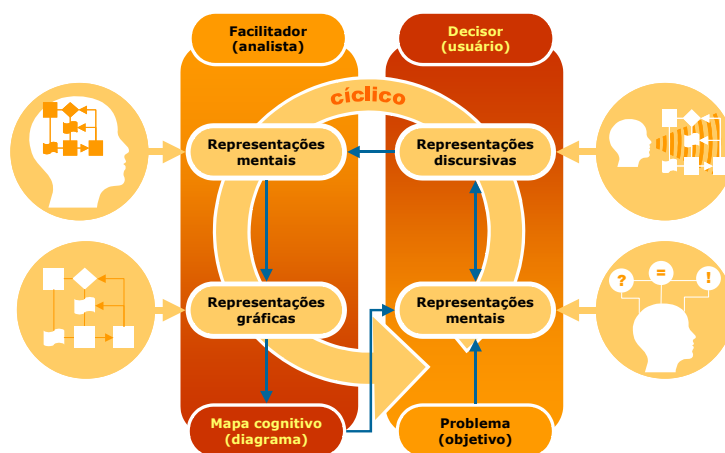 Facilitador
(analista)
Decisor
(usuário)
cíclico
Representações
mentais
Representações
discursivas
?
=
!
Representações
gráficas
Representações
mentais
Mapa cognitivo
(diagrama)
Problema
(objetivo)